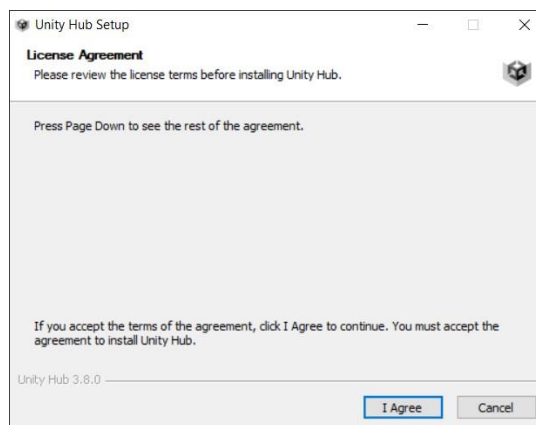 Unity Hub Setup
License Agreement
Please review the license terms before installing Unity Hub.
Press Page Down to see the rest of the agreement.
If you accept the terms of the agreement, click I Agree to continue. You must accept the
agreement to install Unity Hub.
Unity Hub 3.8.0
I Agree
Cancel